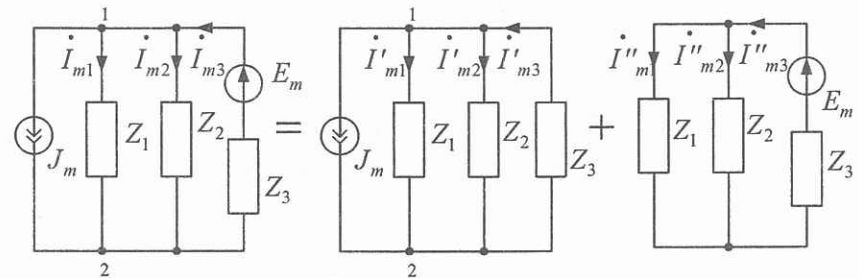 1
1
İm1 İm2 İm3
Em
Jm Z1 Z2 Z3
=
İ'm1 İ'm2 I'm3
Jm Z1 Z2 Z3
+
İ"m1 İ"m2 İ"m3
Em
Z1 Z2 Z3
2
2